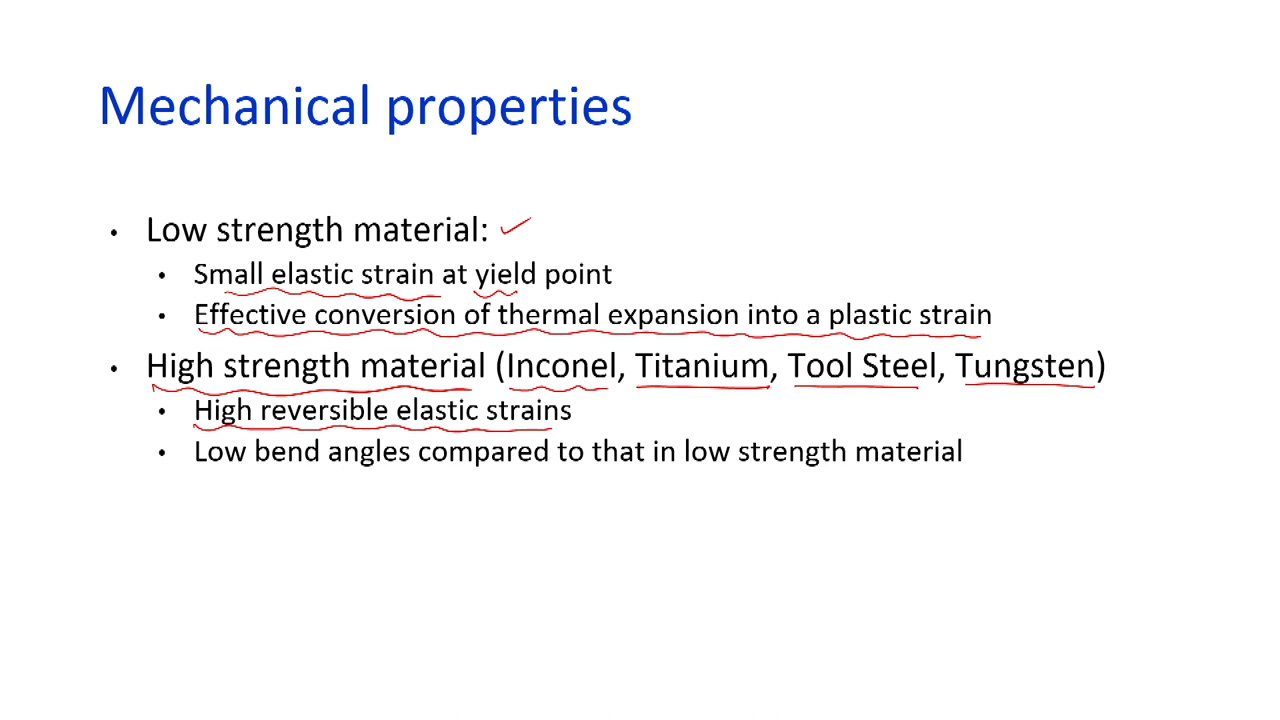 Mechanical properties
• Low strength material:
• Small elastic strain at yield point
• Effective conversion of thermal expansion into a plastic strain
• High strength material (Inconel, Titanium, Tool Steel, Tungsten)
• High reversible elastic strains
• Low bend angles compared to that in low strength material